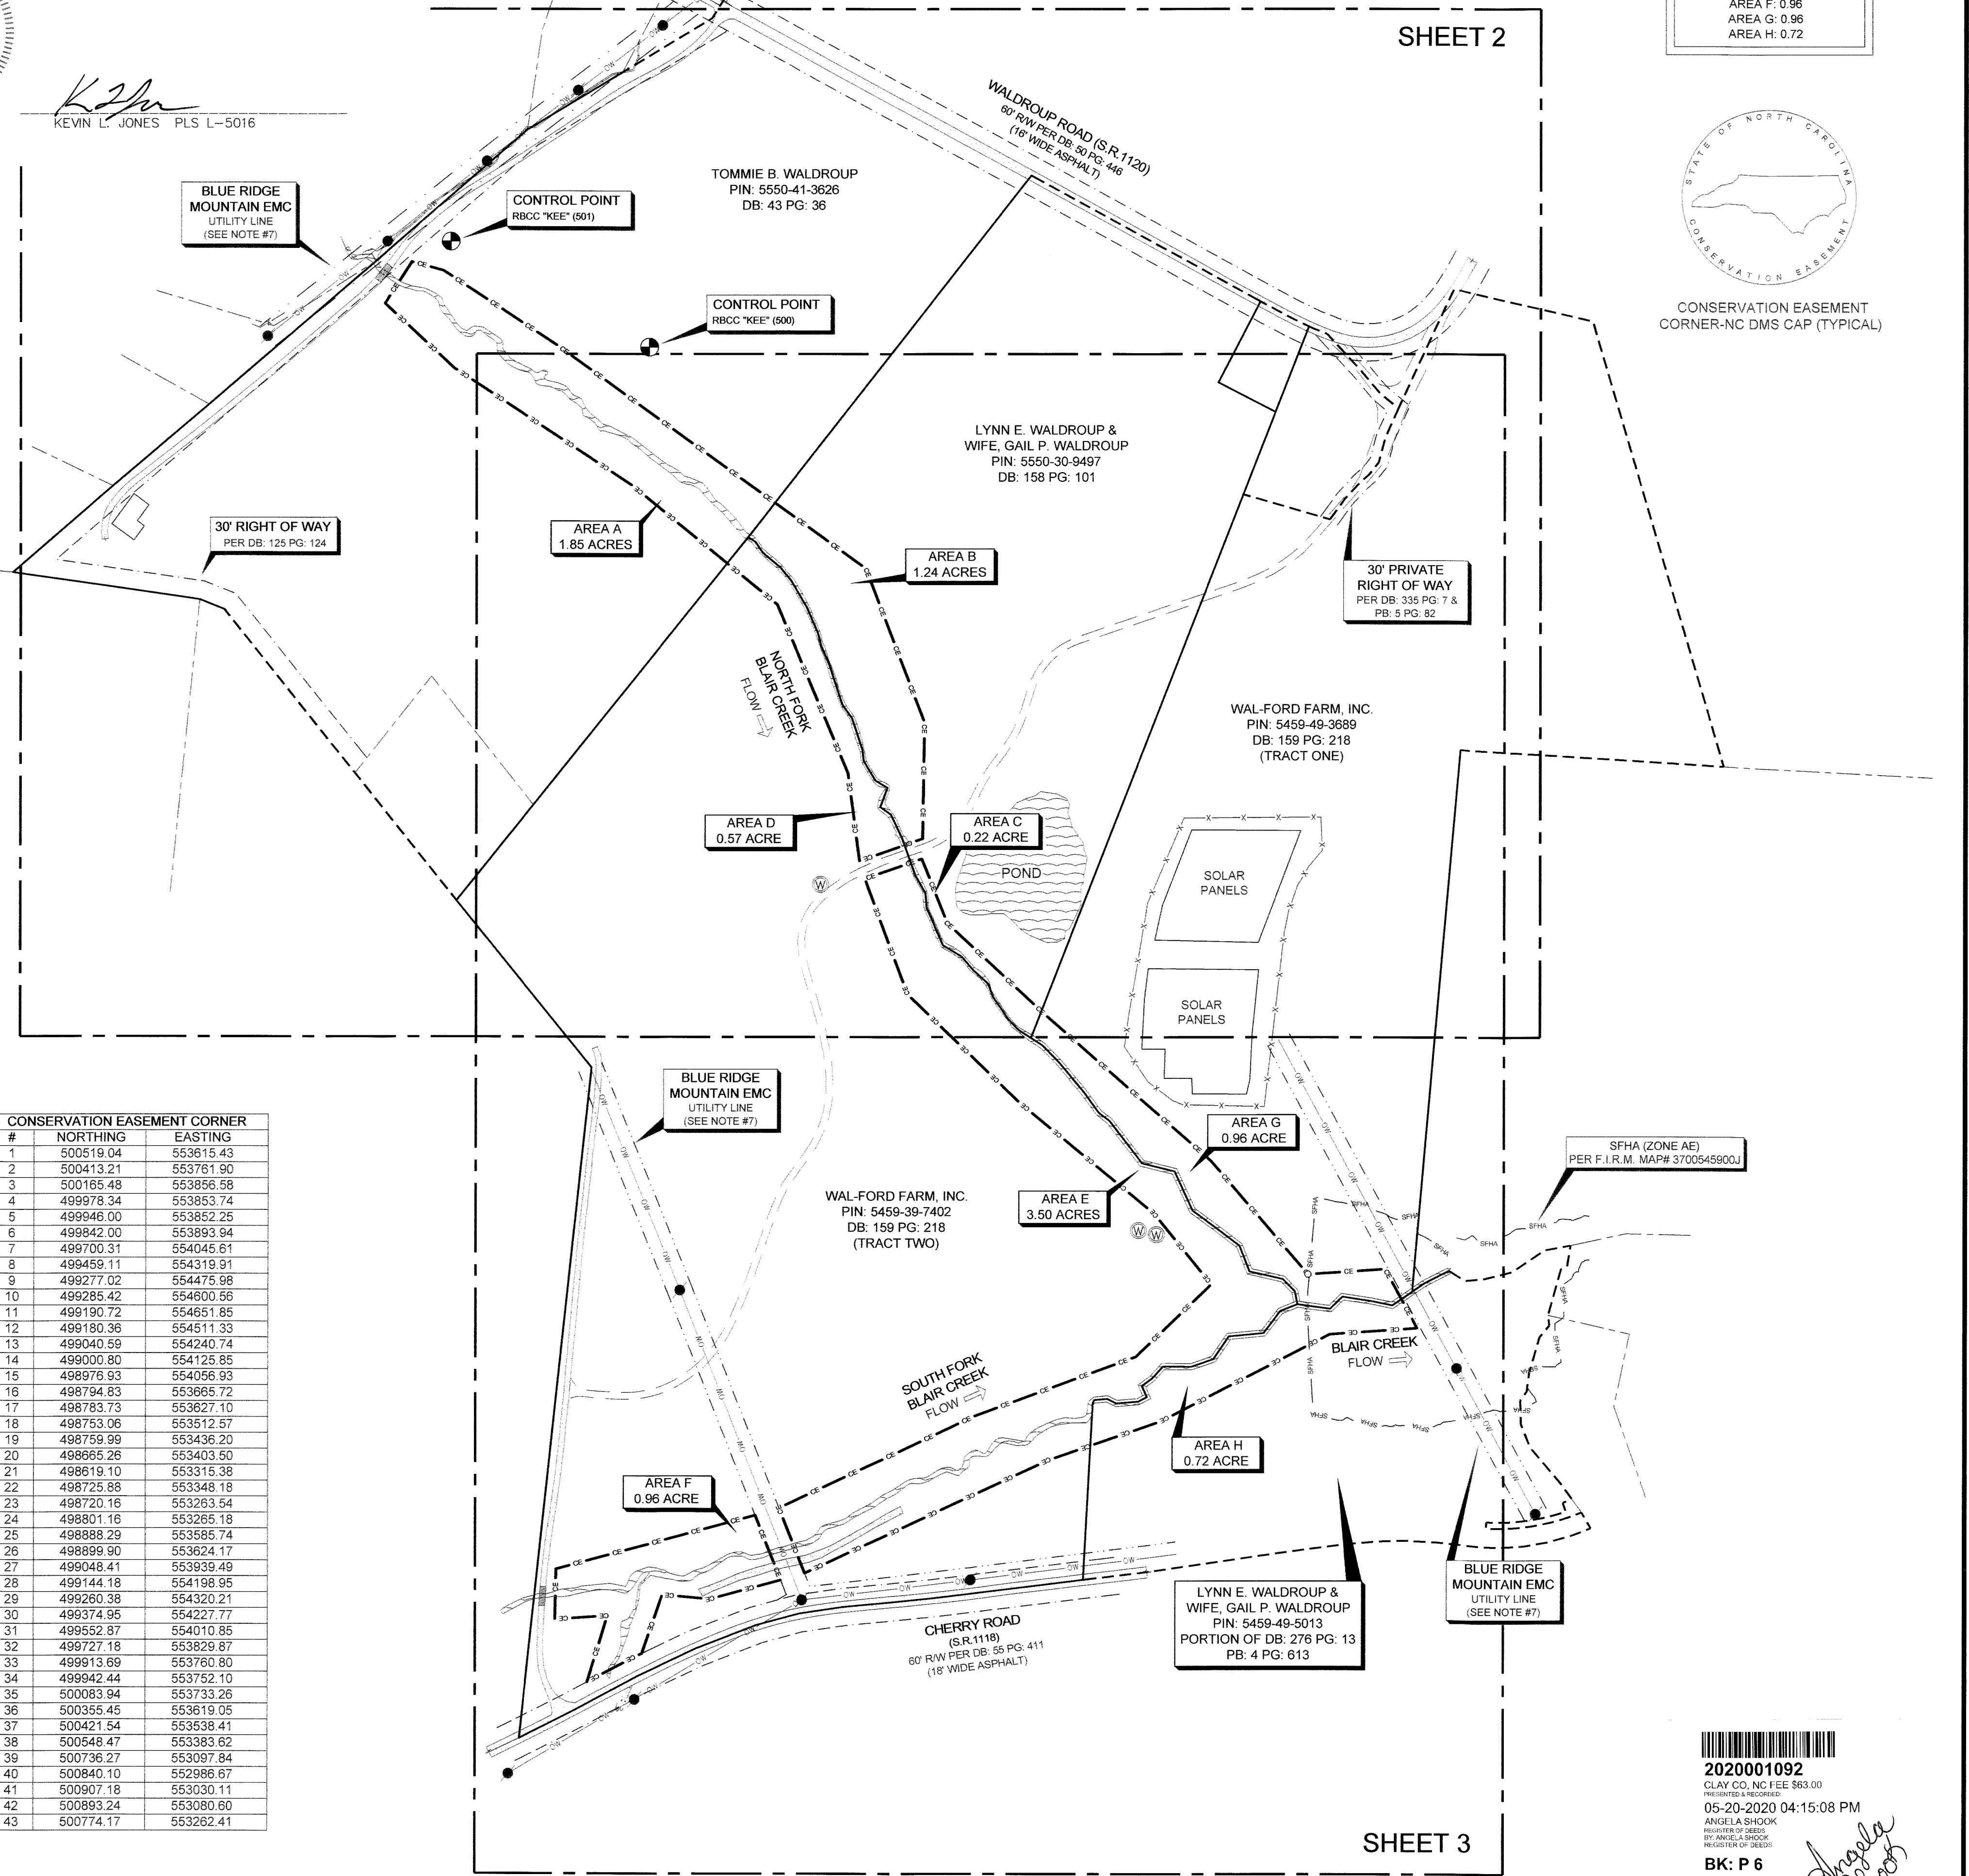 SHEET 2
AREA F: 0.96
AREA G: 0.96
AREA H: 0.72
KEVIN L. JONES PLS L-5016
WALDROUP ROAD (S.R.1120)
60' R/W PER DB: 50 PG: 446
(16' WIDE ASPHALT)
STATE OF NORTH CAROLINA
CONSERVATION EASEMENT
CONSERVATION EASEMENT
CORNER-NC DMS CAP (TYPICAL)
BLUE RIDGE
MOUNTAIN EMC
UTILITY LINE
(SEE NOTE #7)
CONTROL POINT
RBCC "KEE" (501)
TOMMIE B. WALDROUP
PIN: 5550-41-3626
DB: 43 PG: 36
CONTROL POINT
RBCC "KEE" (500)
LYNN E. WALDROUP &
WIFE, GAIL P. WALDROUP
PIN: 5550-30-9497
DB: 158 PG: 101
30' RIGHT OF WAY
PER DB: 125 PG: 124
AREA A
1.85 ACRES
AREA B
1.24 ACRES
30' PRIVATE
RIGHT OF WAY
PER DB: 335 PG: 7 &
PB: 5 PG: 82
NORTH FORK
BLAIR CREEK
FLOW
WAL-FORD FARM, INC.
PIN: 5459-49-3689
DB: 159 PG: 218
(TRACT ONE)
AREA D
0.57 ACRE
AREA C
0.22 ACRE
POND
SOLAR
PANELS
SOLAR
PANELS
BLUE RIDGE
MOUNTAIN EMC
UTILITY LINE
(SEE NOTE #7)
AREA G
0.96 ACRE
SFHA (ZONE AE)
PER F.I.R.M. MAP# 3700545900J
WAL-FORD FARM, INC.
PIN: 5459-39-7402
DB: 159 PG: 218
(TRACT TWO)
AREA E
3.50 ACRES
SOUTH FORK
BLAIR CREEK
FLOW
BLAIR CREEK
FLOW
AREA F
0.96 ACRE
AREA H
0.72 ACRE
CHERRY ROAD
(S.R.1118)
60' R/W PER DB: 55 PG: 411
(18' WIDE ASPHALT)
LYNN E. WALDROUP &
WIFE, GAIL P. WALDROUP
PIN: 5459-49-5013
PORTION OF DB: 276 PG: 13
PB: 4 PG: 613
BLUE RIDGE
MOUNTAIN EMC
UTILITY LINE
(SEE NOTE #7)
CONSERVATION EASEMENT CORNER
# NORTHING EASTING
1 500519.04 553615.43
2 500413.21 553761.90
3 500165.48 553856.58
4 499978.34 553853.74
5 499946.00 553852.25
6 499842.00 553893.94
7 499700.31 554045.61
8 499459.11 554319.91
9 499277.02 554475.98
10 499285.42 554600.56
11 499190.72 554651.85
12 499180.36 554511.33
13 499040.59 554240.74
14 499000.80 554125.85
15 498976.93 554056.93
16 498794.83 553665.72
17 498783.73 553627.10
18 498753.06 553512.57
19 498759.99 553436.20
20 498665.26 553403.50
21 498619.10 553315.38
22 498725.88 553348.18
23 498720.16 553263.54
24 498801.16 553265.18
25 498888.29 553585.74
26 498899.90 553624.17
27 499048.41 553939.49
28 499144.18 554198.95
29 499260.38 554320.21
30 499374.95 554227.77
31 499552.87 554010.85
32 499727.18 553829.87
33 499913.69 553760.80
34 499942.44 553752.10
35 500083.94 553733.26
36 500355.45 553619.05
37 500421.54 553538.41
38 500548.47 553383.62
39 500736.27 553097.84
40 500840.10 552986.67
41 500907.18 553030.11
42 500893.24 553080.60
43 500774.17 553262.41
SHEET 3
2020001092
CLAY CO, NC FEE $63.00
PRESENTED & RECORDED:
05-20-2020 04:15:08 PM
ANGELA SHOOK
REGISTER OF DEEDS
BY: ANGELA SHOOK
REGISTER OF DEEDS
BK: P 6
Angela